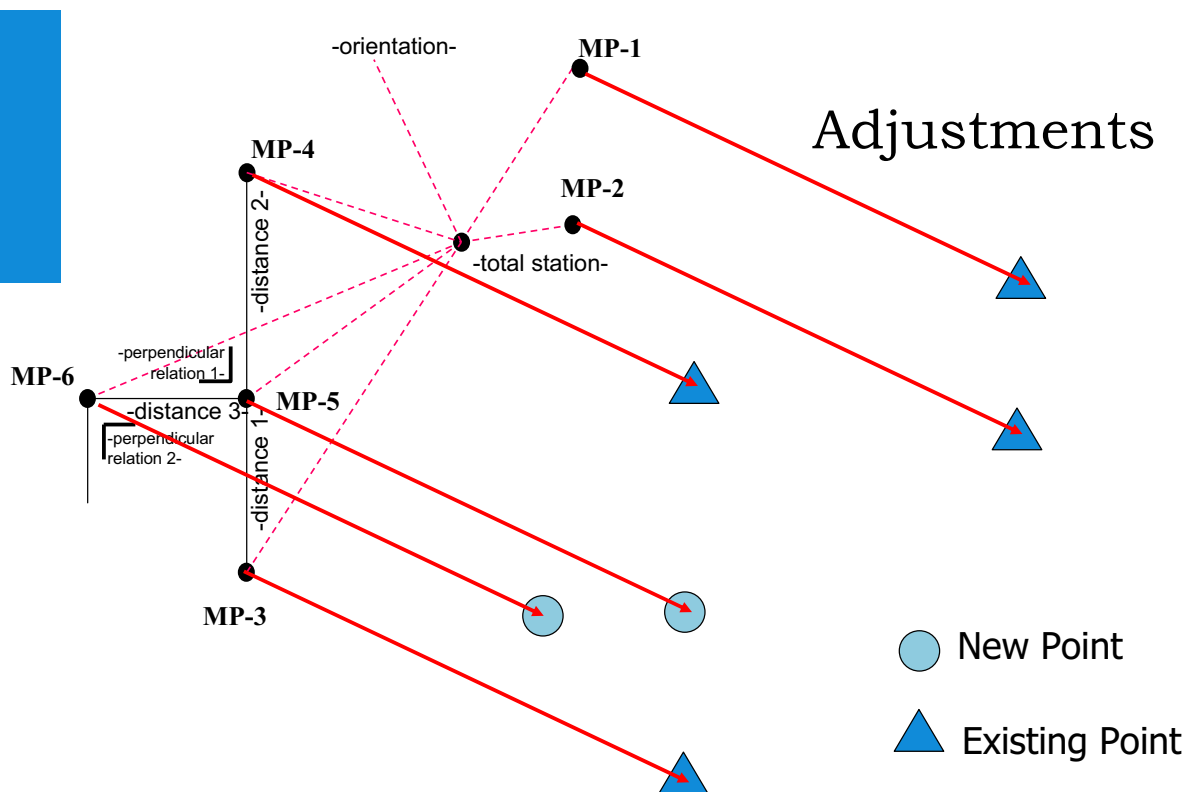 -orientation-
MP-1
Adjustments
MP-4
MP-2
-distance 2-
-total station-
-perpendicular
relation 1-
MP-6
MP-5
-distance 3-
-perpendicular
relation 2-
-distance 1-
MP-3
New Point
Existing Point